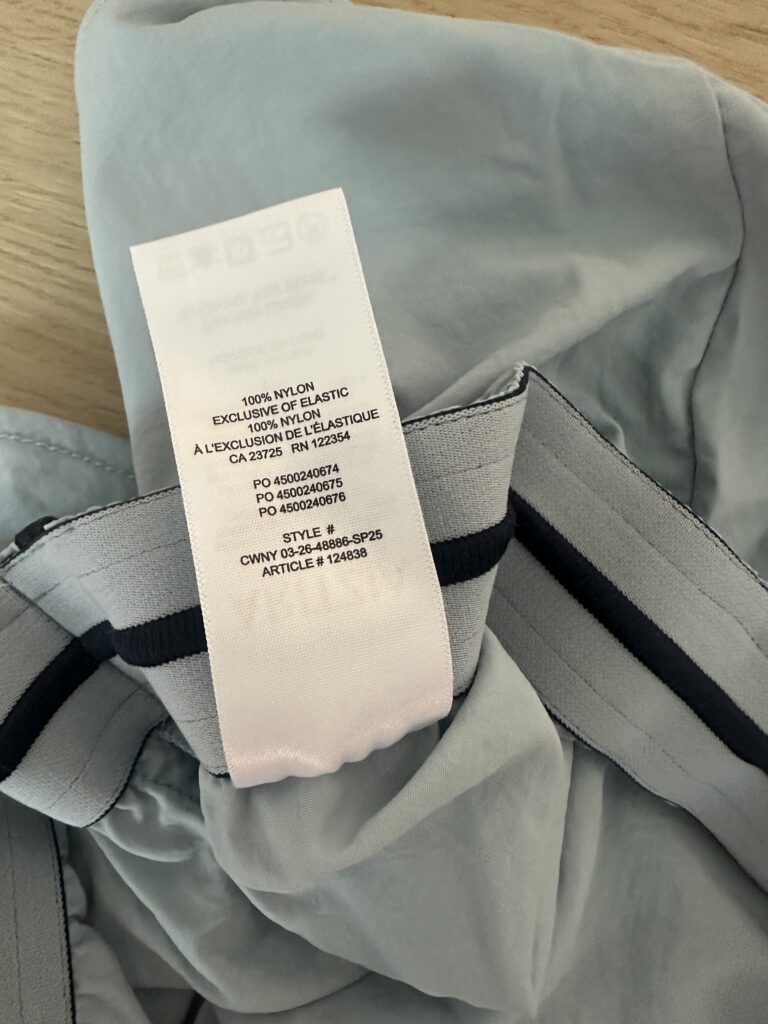 100% NYLON
EXCLUSIVE OF ELASTIC
100% NYLON
À L'EXCLUSION DE L'ÉLASTIQUE
CA 23725 RN 122354
PO 4500240674
PO 4500240675
PO 4500240676
STYLE #
CWNY 03-26-48886-SP25
ARTICLE # 124838